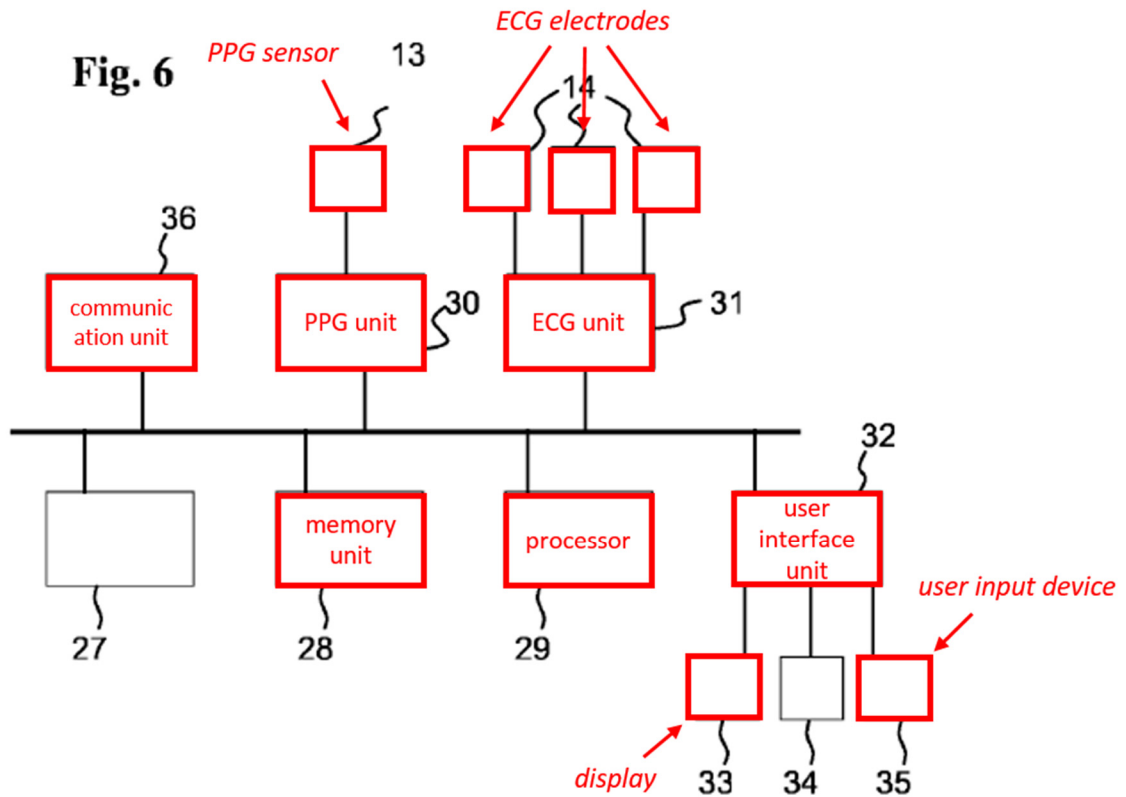 ECG electrodes
Fig. 6
PPG sensor
13
14
36
communic
ation unit
PPG unit
30
ECG unit
31
32
memory
unit
processor
user
interface
unit
27
28
29
user input device
display
33
34
35